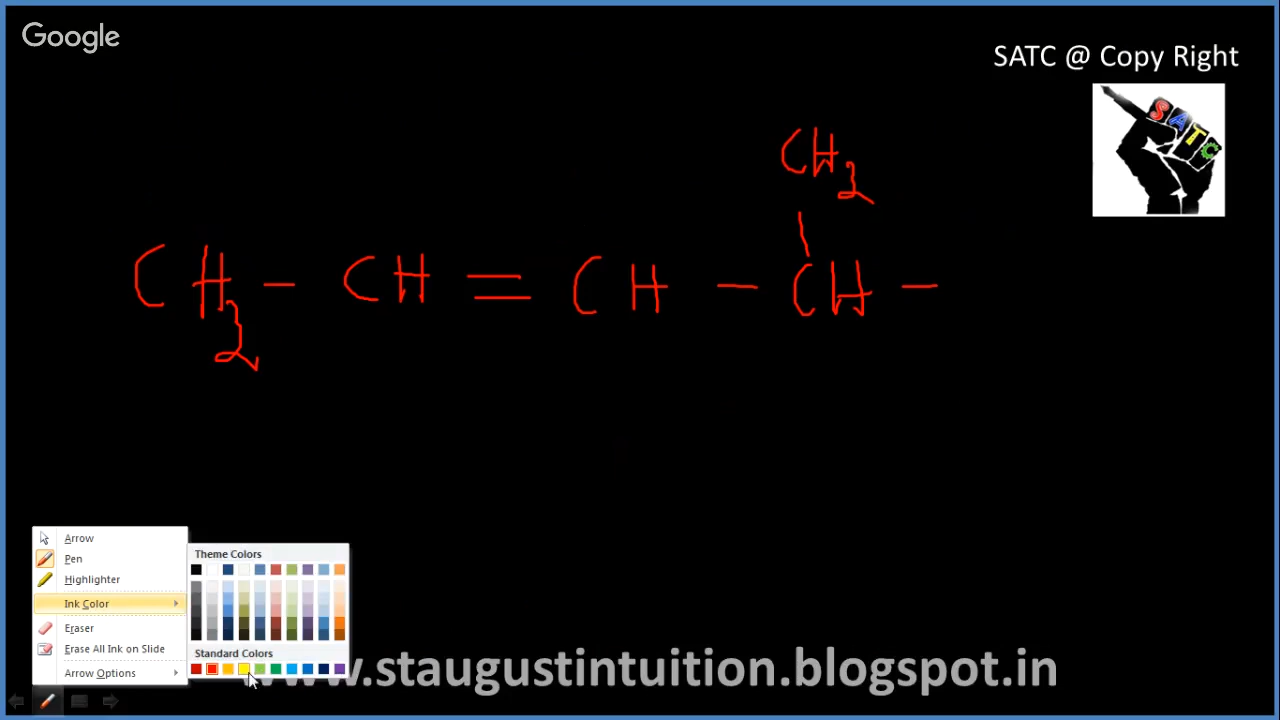 Google
SATC @ Copy Right
SATC
CH2
CH2 - CH = CH - CH -
Arrow
Pen
Highlighter
Ink Color
Eraser
Erase All Ink on Slide
Arrow Options
Theme Colors
Standard Colors
www.staugustintuition.blogspot.in